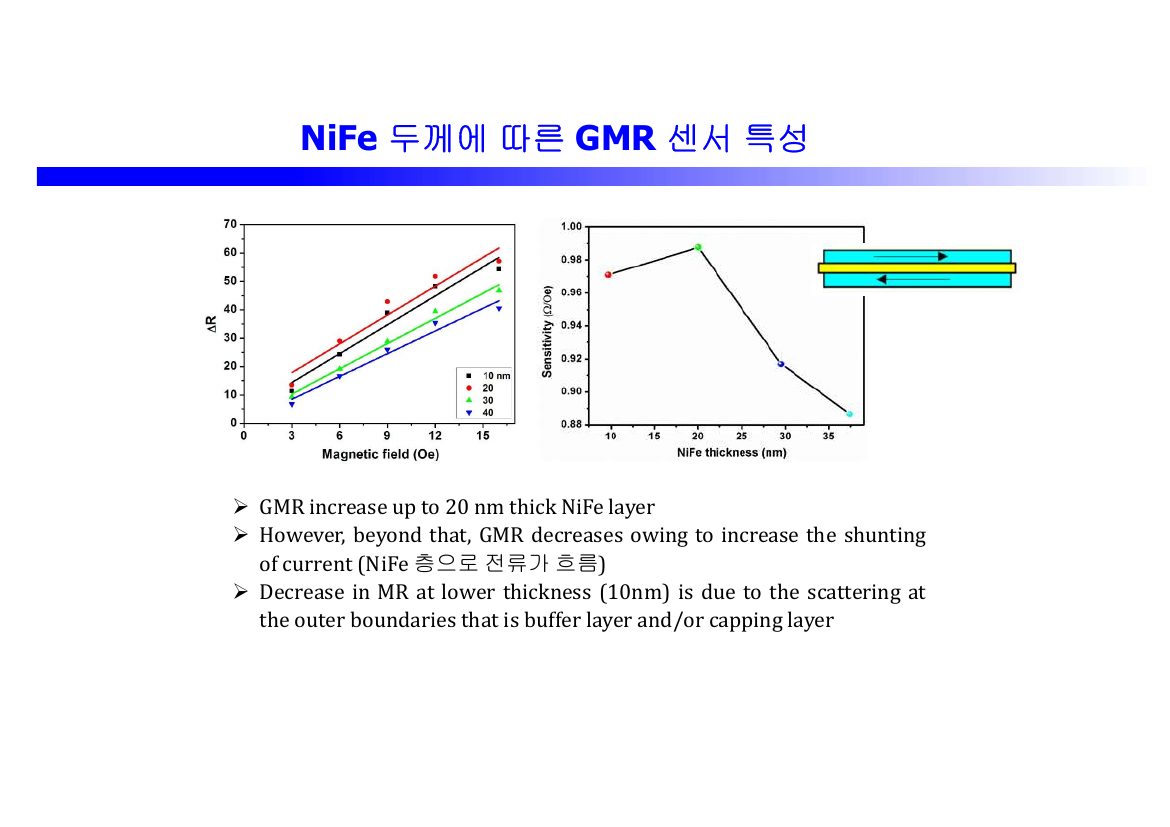 NiFe 두께에 따른 GMR 센서 특성
70
60
50
40
30
20
10
0
ΔR
0 3 6 9 12 15
Magnetic field (Oe)
10 nm
20
30
40
1.00
0.98
0.96
0.94
0.92
0.90
0.88
Sensitivity (Ω/Oe)
10 15 20 25 30 35
NiFe thickness (nm)
➢ GMR increase up to 20 nm thick NiFe layer
➢ However, beyond that, GMR decreases owing to increase the shunting
of current (NiFe 층으로 전류가 흐름)
➢ Decrease in MR at lower thickness (10nm) is due to the scattering at
the outer boundaries that is buffer layer and/or capping layer